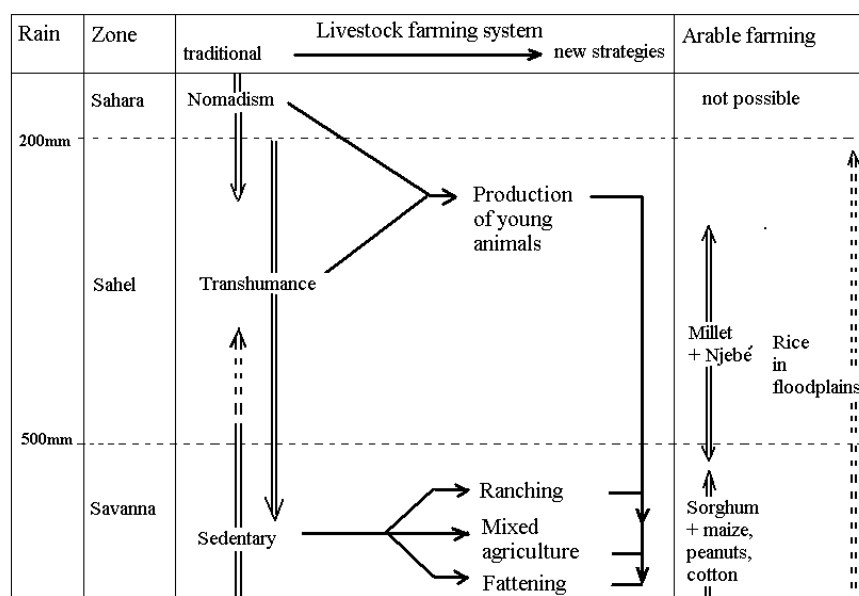 Rain
Zone
Livestock farming system
traditional
new strategies
Arable farming
Sahara
Nomadism
not possible
200mm
Production
of young
animals
Sahel
Transhumance
Millet
+ Njebé
Rice
in
floodplains
500mm
Savanna
Sedentary
Ranching
Mixed
agriculture
Fattening
Sorghum
+ maize,
peanuts,
cotton